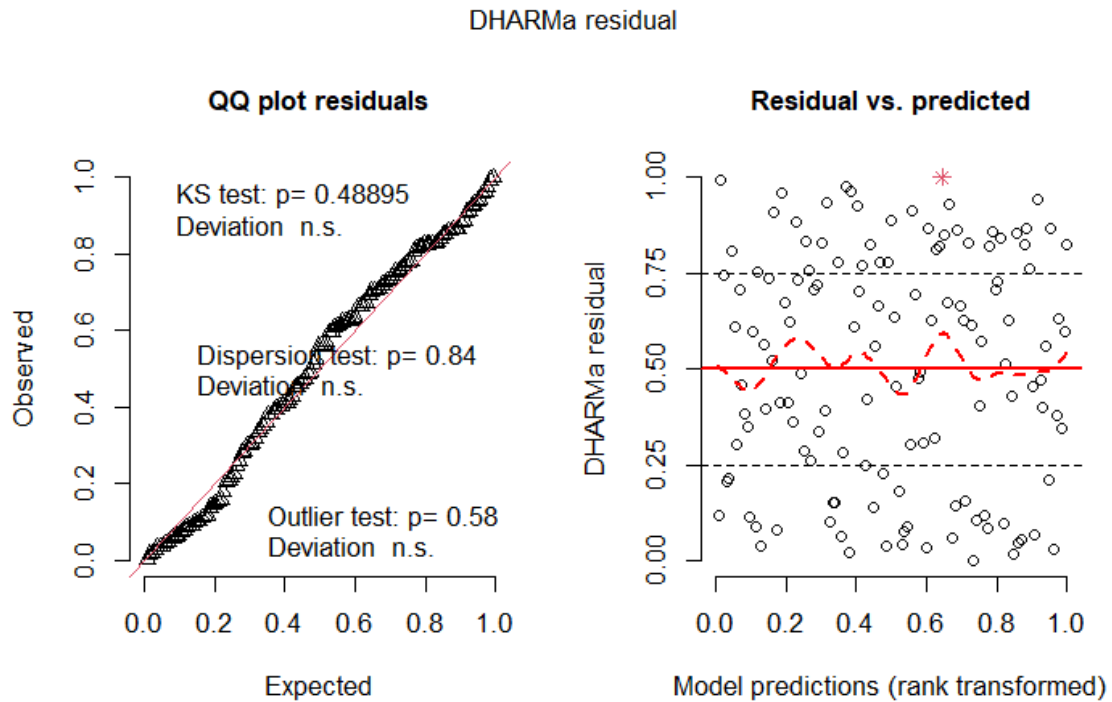 DHARMa residual
QQ plot residuals
KS test: p= 0.48895
Deviation n.s.
Dispersion test: p= 0.84
Deviation n.s.
Outlier test: p= 0.58
Deviation n.s.
Observed
0.0 0.2 0.4 0.6 0.8 1.0
0.0 0.2 0.4 0.6 0.8 1.0
Expected
Residual vs. predicted
DHARMa residual
0.00 0.25 0.50 0.75 1.00
0.0 0.2 0.4 0.6 0.8 1.0
Model predictions (rank transformed)